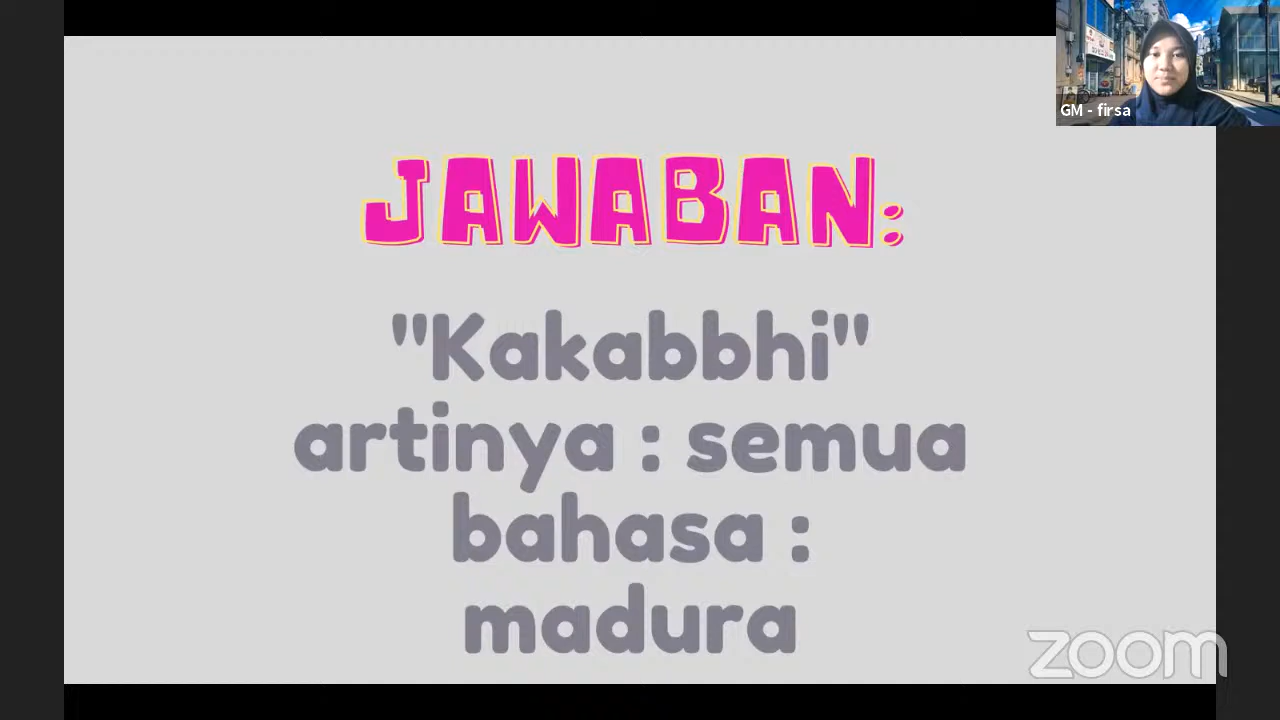 GM - firsa
JAWABAN:
"Kakabbhi"
artinya : semua
bahasa :
madura
zoom